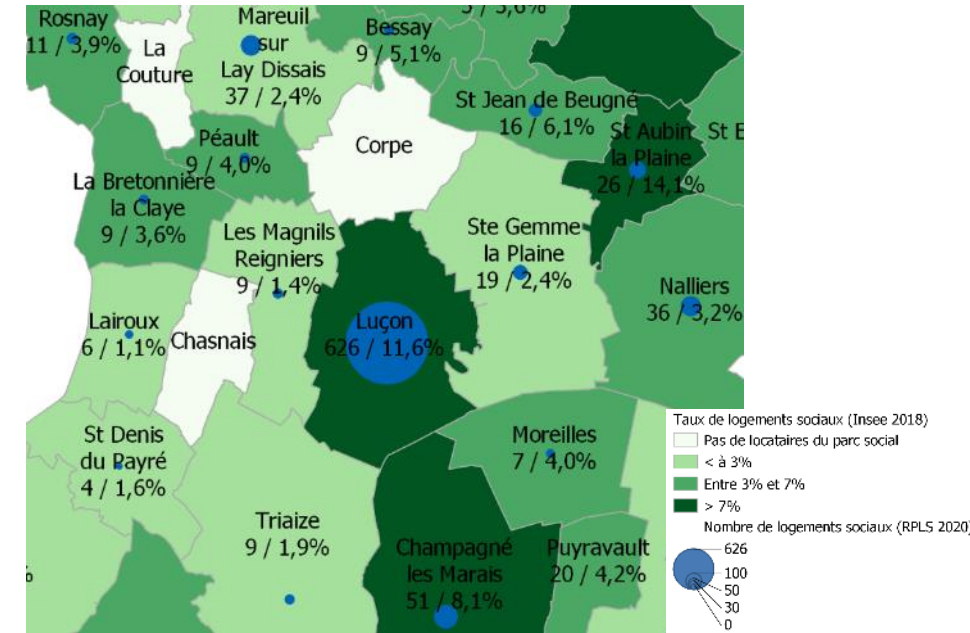 Rosnay
11 / 3,9%
La
Couture
Mareuil
sur
Lay Dissais
37 / 2,4%
Bessay
9 / 5,1%
St Jean de Beugné
16 / 6,1%
St Aubin
la Plaine
26 / 14,1%
Péault
9 / 4,0%
Corpe
La Bretonnière
la Claye
9 / 3,6%
Les Magnils
Reigniers
9 / 1,4%
Ste Gemme
la Plaine
19 / 2,4%
Nalliers
36 / 3,2%
Lairoux
6 / 1,1%
Chasnais
Luçon
626 / 11,6%
St Denis
du Payré
4 / 1,6%
Moreilles
7 / 4,0%
Triaize
9 / 1,9%
Champagné
les Marais
51 / 8,1%
Puyravault
20 / 4,2%
Taux de logements sociaux (Insee 2018)
Pas de locataires du parc social
< à 3%
Entre 3% et 7%
> 7%
Nombre de logements sociaux (RPLS 2020)
626
100
50
30
0